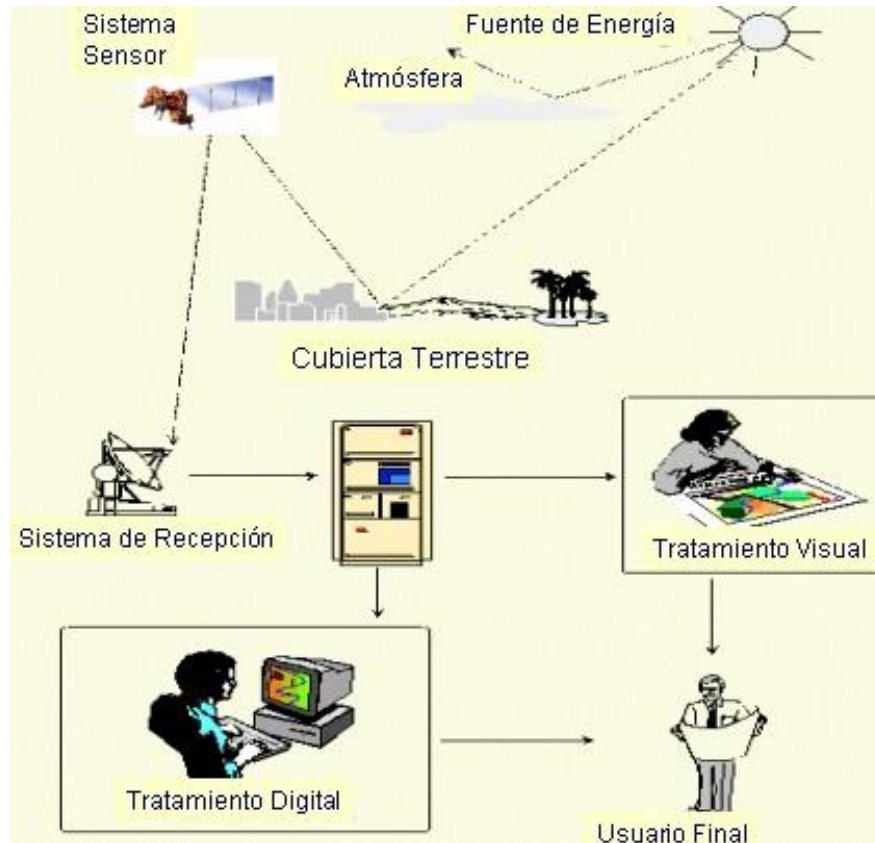 Sistema
Sensor
Fuente de Energía
Atmósfera
Cubierta Terrestre
Sistema de Recepción
Tratamiento Visual
Tratamiento Digital
Usuario Final